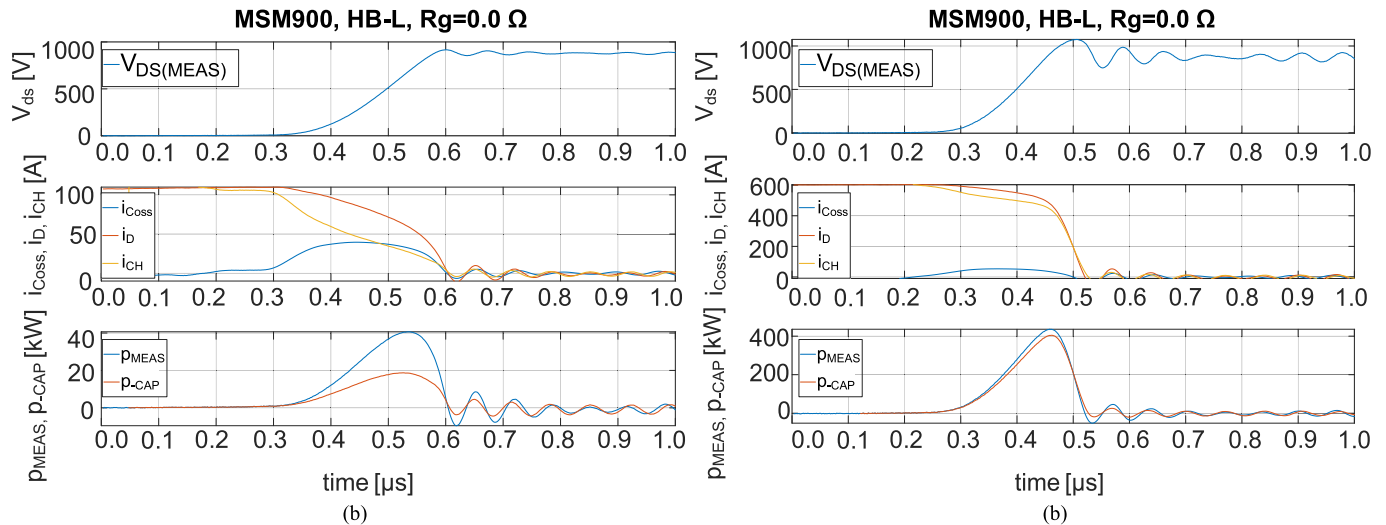 MSM900, HB-L, Rg=0.0 Ω
V_ds [V]
1000
500
0
V_DS(MEAS)
0.0 0.1 0.2 0.3 0.4 0.5 0.6 0.7 0.8 0.9 1.0
i_Coss, i_D, i_CH [A]
100
50
0
i_Coss
i_D
i_CH
0.0 0.1 0.2 0.3 0.4 0.5 0.6 0.7 0.8 0.9 1.0
p_MEAS, p_-CAP [kW]
40
20
0
p_MEAS
p_-CAP
0.0 0.1 0.2 0.3 0.4 0.5 0.6 0.7 0.8 0.9 1.0
time [µs]
(b)
MSM900, HB-L, Rg=0.0 Ω
V_ds [V]
1000
500
0
V_DS(MEAS)
0.0 0.1 0.2 0.3 0.4 0.5 0.6 0.7 0.8 0.9 1.0
i_Coss, i_D, i_CH [A]
600
400
200
0
i_Coss
i_D
i_CH
0.0 0.1 0.2 0.3 0.4 0.5 0.6 0.7 0.8 0.9 1.0
p_MEAS, p_-CAP [kW]
400
200
0
p_MEAS
p_-CAP
0.0 0.1 0.2 0.3 0.4 0.5 0.6 0.7 0.8 0.9 1.0
time [µs]
(b)